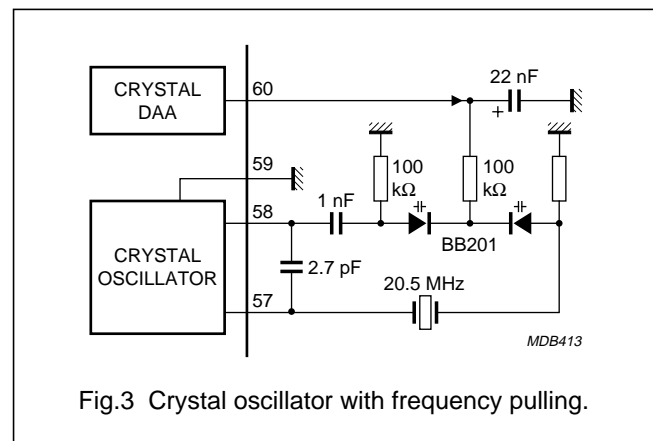 CRYSTAL
DAA
60
22 nF
+
59
100
kΩ
100
kΩ
58
1 nF
BB201
CRYSTAL
OSCILLATOR
2.7 pF
20.5 MHz
57
MDB413
Fig.3 Crystal oscillator with frequency pulling.